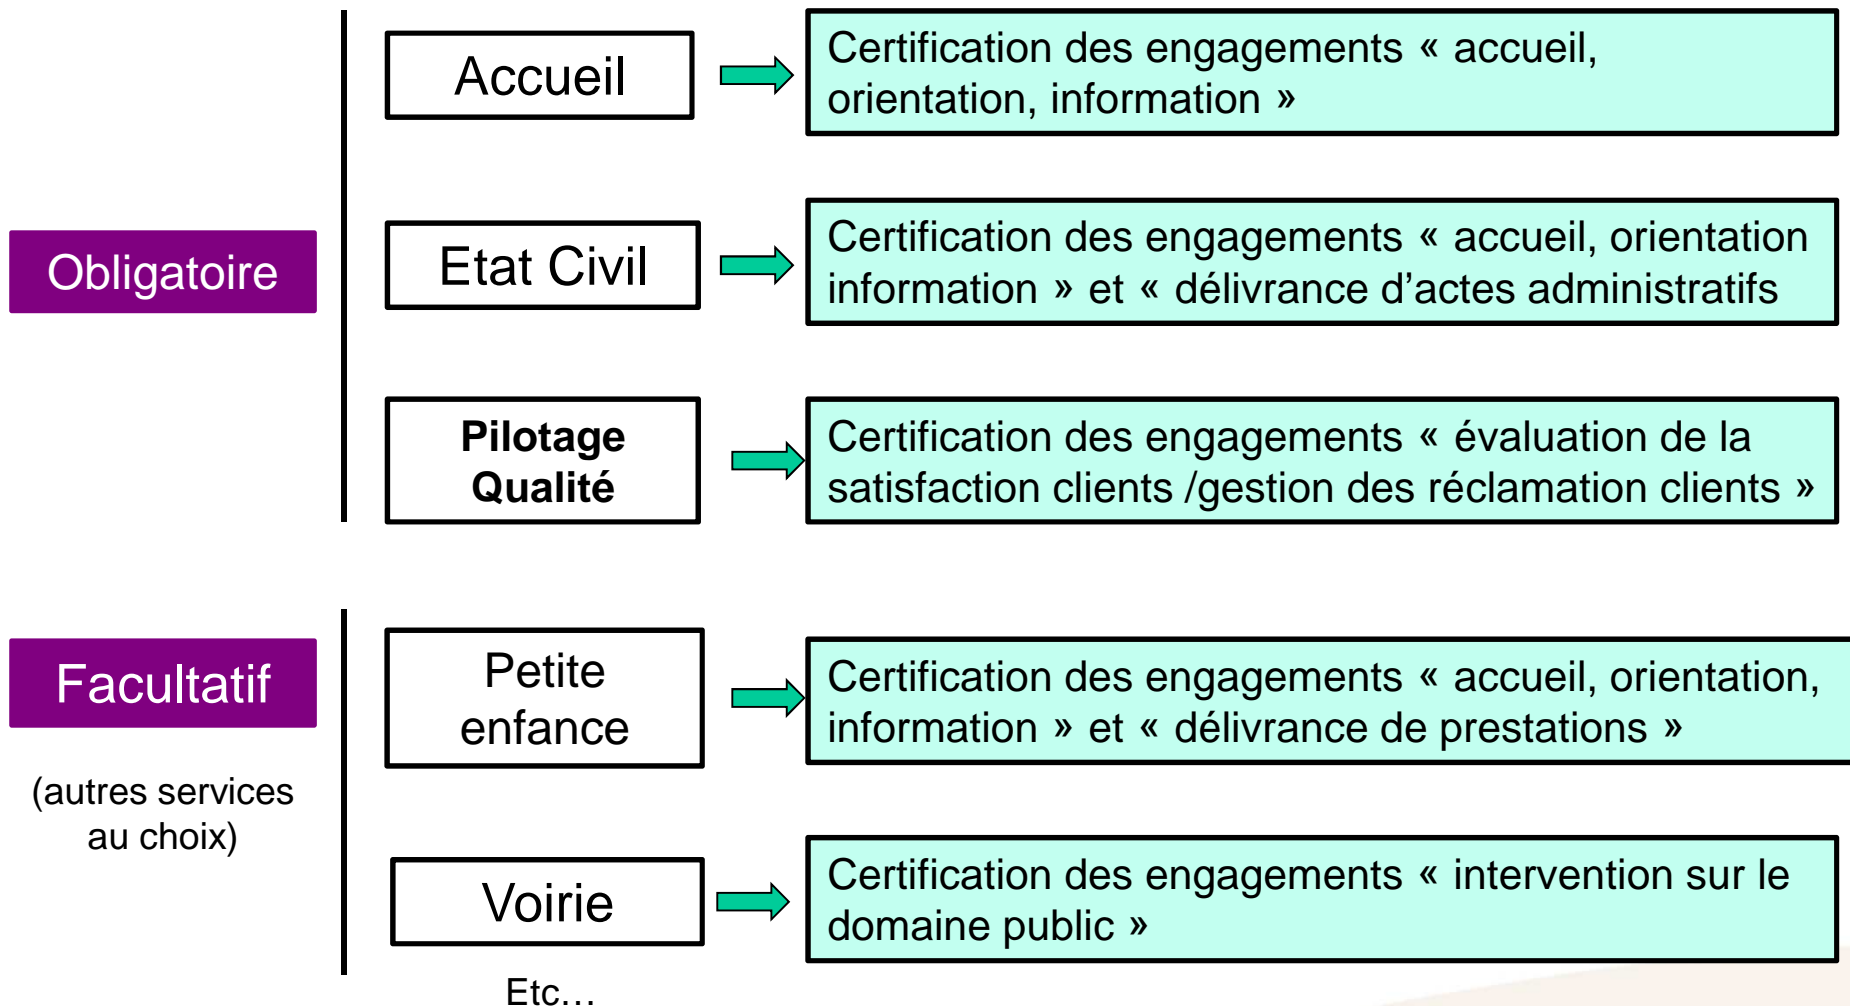 Accueil
Certification des engagements « accueil,
orientation, information »
Obligatoire
Etat Civil
Certification des engagements « accueil, orientation
information » et « délivrance d’actes administratifs
Pilotage
Qualité
Certification des engagements « évaluation de la
satisfaction clients /gestion des réclamation clients »
Facultatif
(autres services
au choix)
Petite
enfance
Certification des engagements « accueil, orientation,
information » et « délivrance de prestations »
Voirie
Certification des engagements « intervention sur le
domaine public »
Etc…